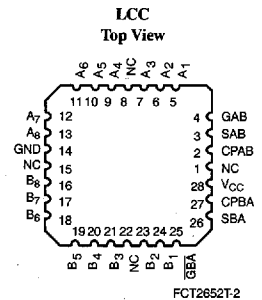 LCC
Top View
A6 A5 A4 NC A3 A2 A1
11 10 9 8 7 6 5
A7 12 4 GAB
A8 13 3 SAB
GND 14 2 CPAB
NC 15 1 NC
B8 16 28 VCC
B7 17 27 CPBA
B6 18 26 SBA
19 20 21 22 23 24 25
B5 B4 B3 NC B2 B1 G̅B̅A̅
FCT2652T-2